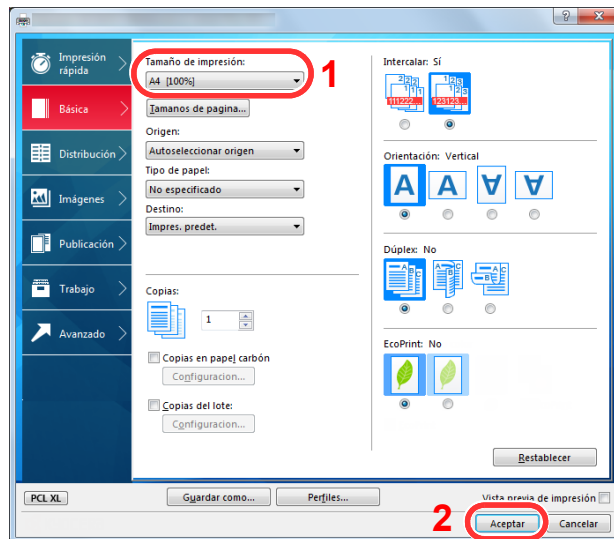 Impresión
rápida
Básica
Distribución
Imágenes
Publicación
Trabajo
Avanzado
Tamaño de impresión:
A4 [100%]
1
Tamanos de pagina...
Origen:
Autoseleccionar origen
Tipo de papel:
No especificado
Destino:
Impres. predet.
Copias:
1
Copias en papel carbón
Configuracion...
Copias del lote:
Configuracion...
Intercalar: Sí
111222...
123123...
Orientación: Vertical
A A A A
Dúplex: No
A B C
A B C
A B C
EcoPrint: No
Restablecer
PCL XL
Guardar como...
Perfiles...
Vista previa de impresión
2
Aceptar
Cancelar